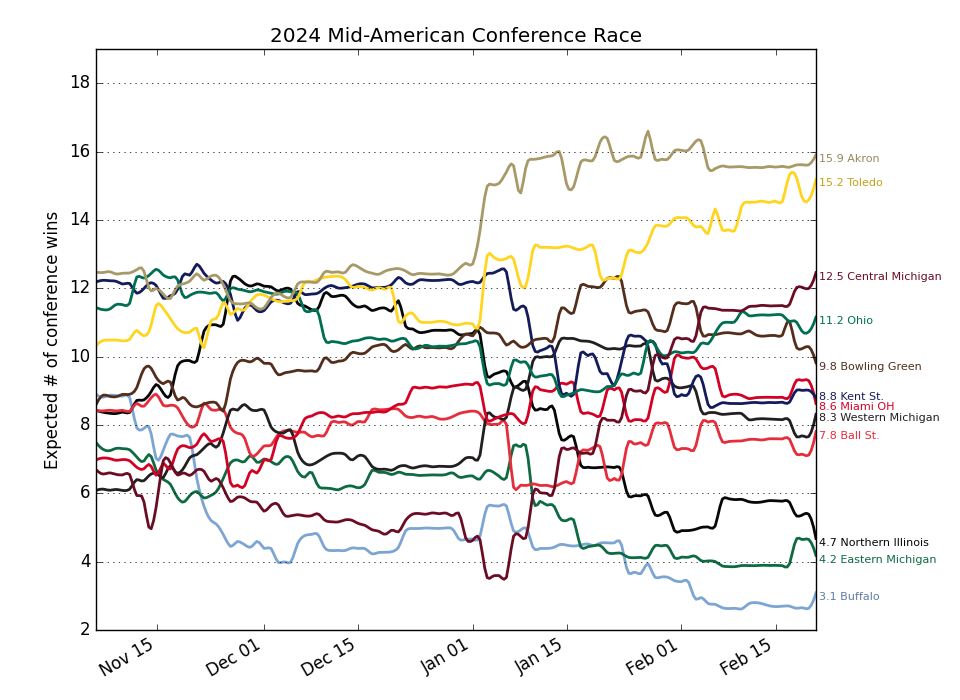 2024 Mid-American Conference Race
Expected # of conference wins
18
16
14
12
10
8
6
4
2
Nov 15
Dec 01
Dec 15
Jan 01
Jan 15
Feb 01
Feb 15
15.9 Akron
15.2 Toledo
12.5 Central Michigan
11.2 Ohio
9.8 Bowling Green
8.8 Kent St.
8.6 Miami OH
8.3 Western Michigan
7.8 Ball St.
4.7 Northern Illinois
4.2 Eastern Michigan
3.1 Buffalo